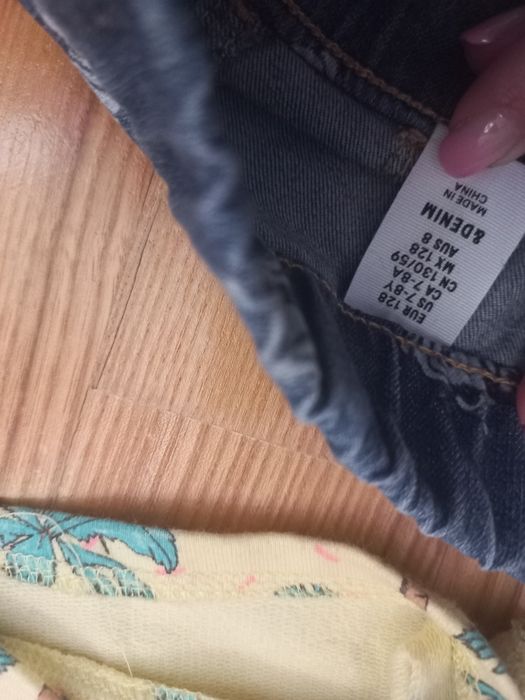 EUR 128
US 7-8Y
CA 7-8A
CN 130/59
MX 128
AUS 8
&DENIM
MADE IN
CHINA